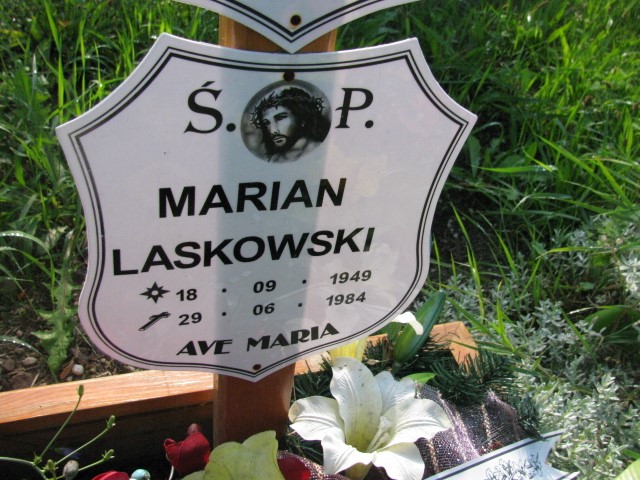 Ś. P.
MARIAN
LASKOWSKI
18 · 09 · 1949
29 · 06 · 1984
AVE MARIA